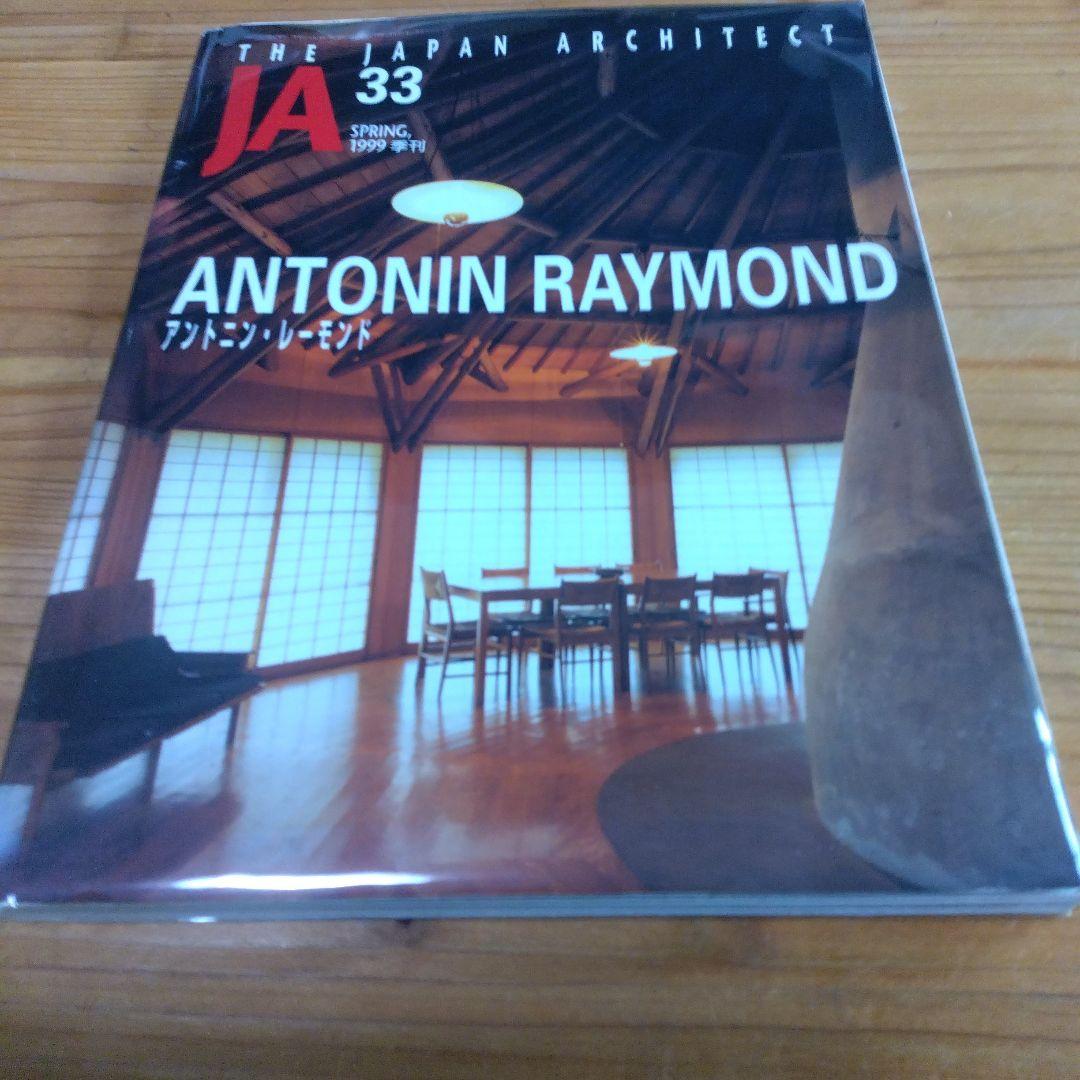 THE JAPAN ARCHITECT
JA 33
SPRING,
1999 季刊
ANTONIN RAYMOND
アントニン・レーモンド